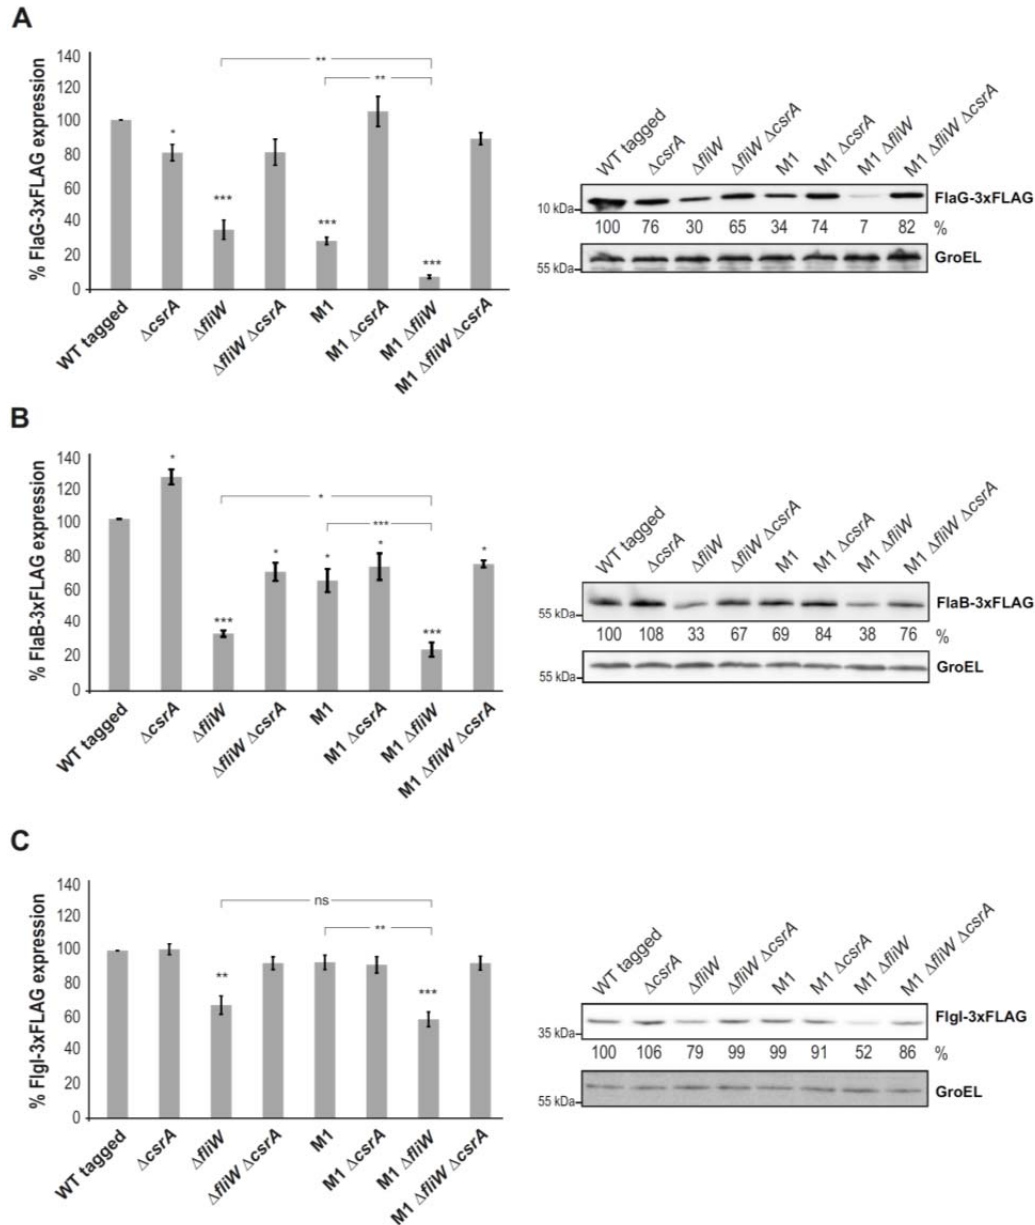 A
% FlaG-3xFLAG expression
140
120
100
80
60
40
20
0
*
***
***
***
**
**
WT tagged
ΔcsrA
ΔfliW
ΔfliW ΔcsrA
M1
M1 ΔcsrA
M1 ΔfliW
M1 ΔfliW ΔcsrA
WT tagged
ΔcsrA
ΔfliW
ΔfliW ΔcsrA
M1
M1 ΔcsrA
M1 ΔfliW
M1 ΔfliW ΔcsrA
10 kDa
FlaG-3xFLAG
100 76 30 65 34 74 7 82 %
55 kDa
GroEL
B
% FlaB-3xFLAG expression
140
120
100
80
60
40
20
0
*
***
*
*
*
***
*
*
***
WT tagged
ΔcsrA
ΔfliW
ΔfliW ΔcsrA
M1
M1 ΔcsrA
M1 ΔfliW
M1 ΔfliW ΔcsrA
WT tagged
ΔcsrA
ΔfliW
ΔfliW ΔcsrA
M1
M1 ΔcsrA
M1 ΔfliW
M1 ΔfliW ΔcsrA
55 kDa
FlaB-3xFLAG
100 108 33 67 69 84 38 76 %
55 kDa
GroEL
C
% FlgI-3xFLAG expression
140
120
100
80
60
40
20
0
**
***
ns
**
WT tagged
ΔcsrA
ΔfliW
ΔfliW ΔcsrA
M1
M1 ΔcsrA
M1 ΔfliW
M1 ΔfliW ΔcsrA
WT tagged
ΔcsrA
ΔfliW
ΔfliW ΔcsrA
M1
M1 ΔcsrA
M1 ΔfliW
M1 ΔfliW ΔcsrA
35 kDa
FlgI-3xFLAG
100 106 79 99 99 91 52 86 %
55 kDa
GroEL